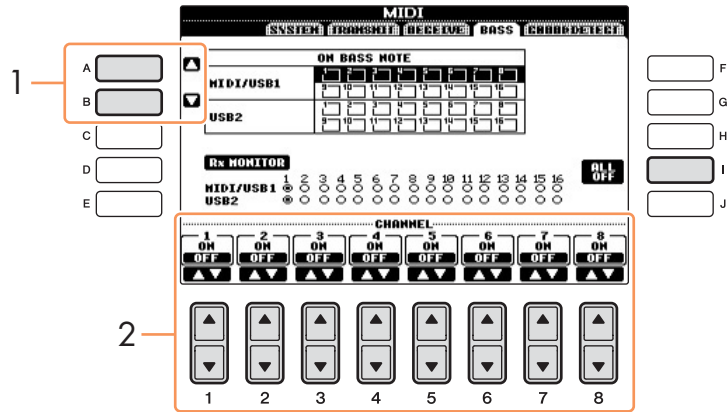 MIDI
SYSTEM TRANSMIT RECEIVE BASS CHORD DETECT
1
A
B
C
D
E
F
G
H
I
J
ON BASS NOTE
MIDI/USB1
1 2 3 4 5 6 7 8
9 10 11 12 13 14 15 16
USB2
1 2 3 4 5 6 7 8
9 10 11 12 13 14 15 16
Rx MONITOR
1 2 3 4 5 6 7 8 9 10 11 12 13 14 15 16
MIDI/USB1
USB2
ALL
OFF
CHANNEL
1 2 3 4 5 6 7 8
ON ON ON ON ON ON ON ON
OFF OFF OFF OFF OFF OFF OFF OFF
2
1 2 3 4 5 6 7 8